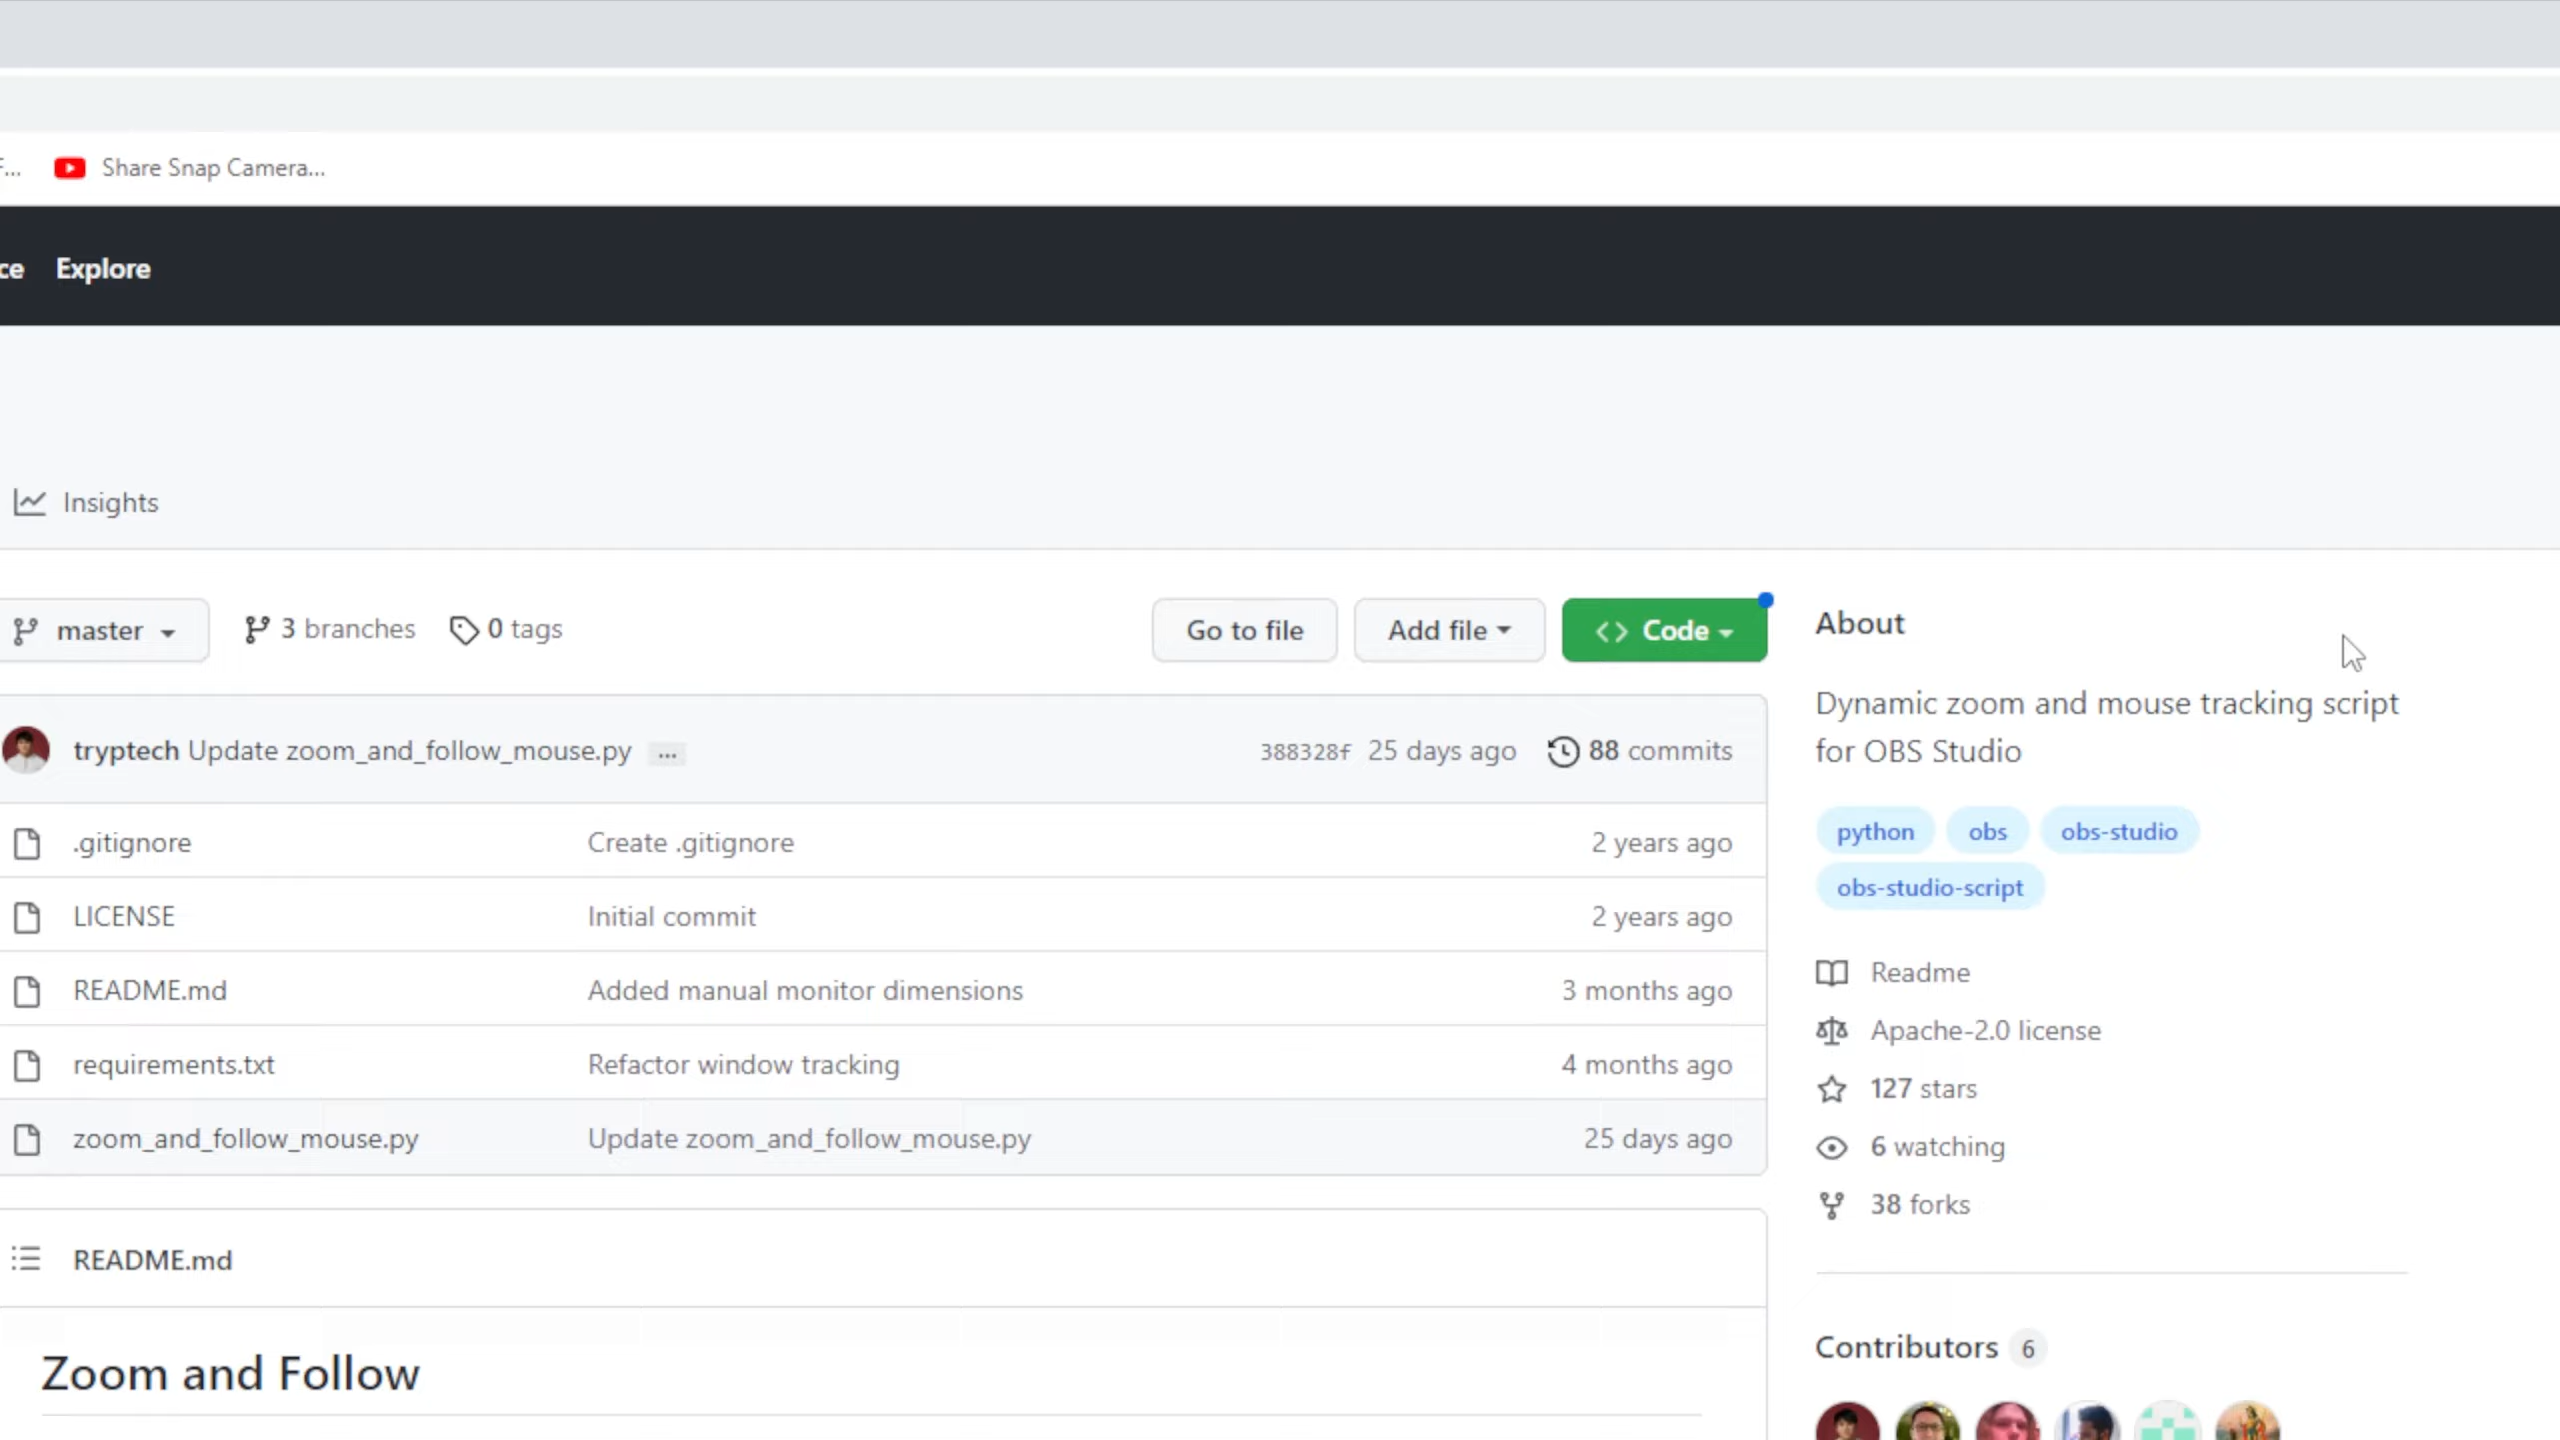 F... Share Snap Camera...
ce Explore
Insights
master 3 branches 0 tags Go to file Add file Code
tryptech Update zoom_and_follow_mouse.py ... 388328f 25 days ago 88 commits
.gitignore Create .gitignore 2 years ago
LICENSE Initial commit 2 years ago
README.md Added manual monitor dimensions 3 months ago
requirements.txt Refactor window tracking 4 months ago
zoom_and_follow_mouse.py Update zoom_and_follow_mouse.py 25 days ago
README.md
Zoom and Follow
About
Dynamic zoom and mouse tracking script
for OBS Studio
python obs obs-studio
obs-studio-script
Readme
Apache-2.0 license
127 stars
6 watching
38 forks
Contributors 6